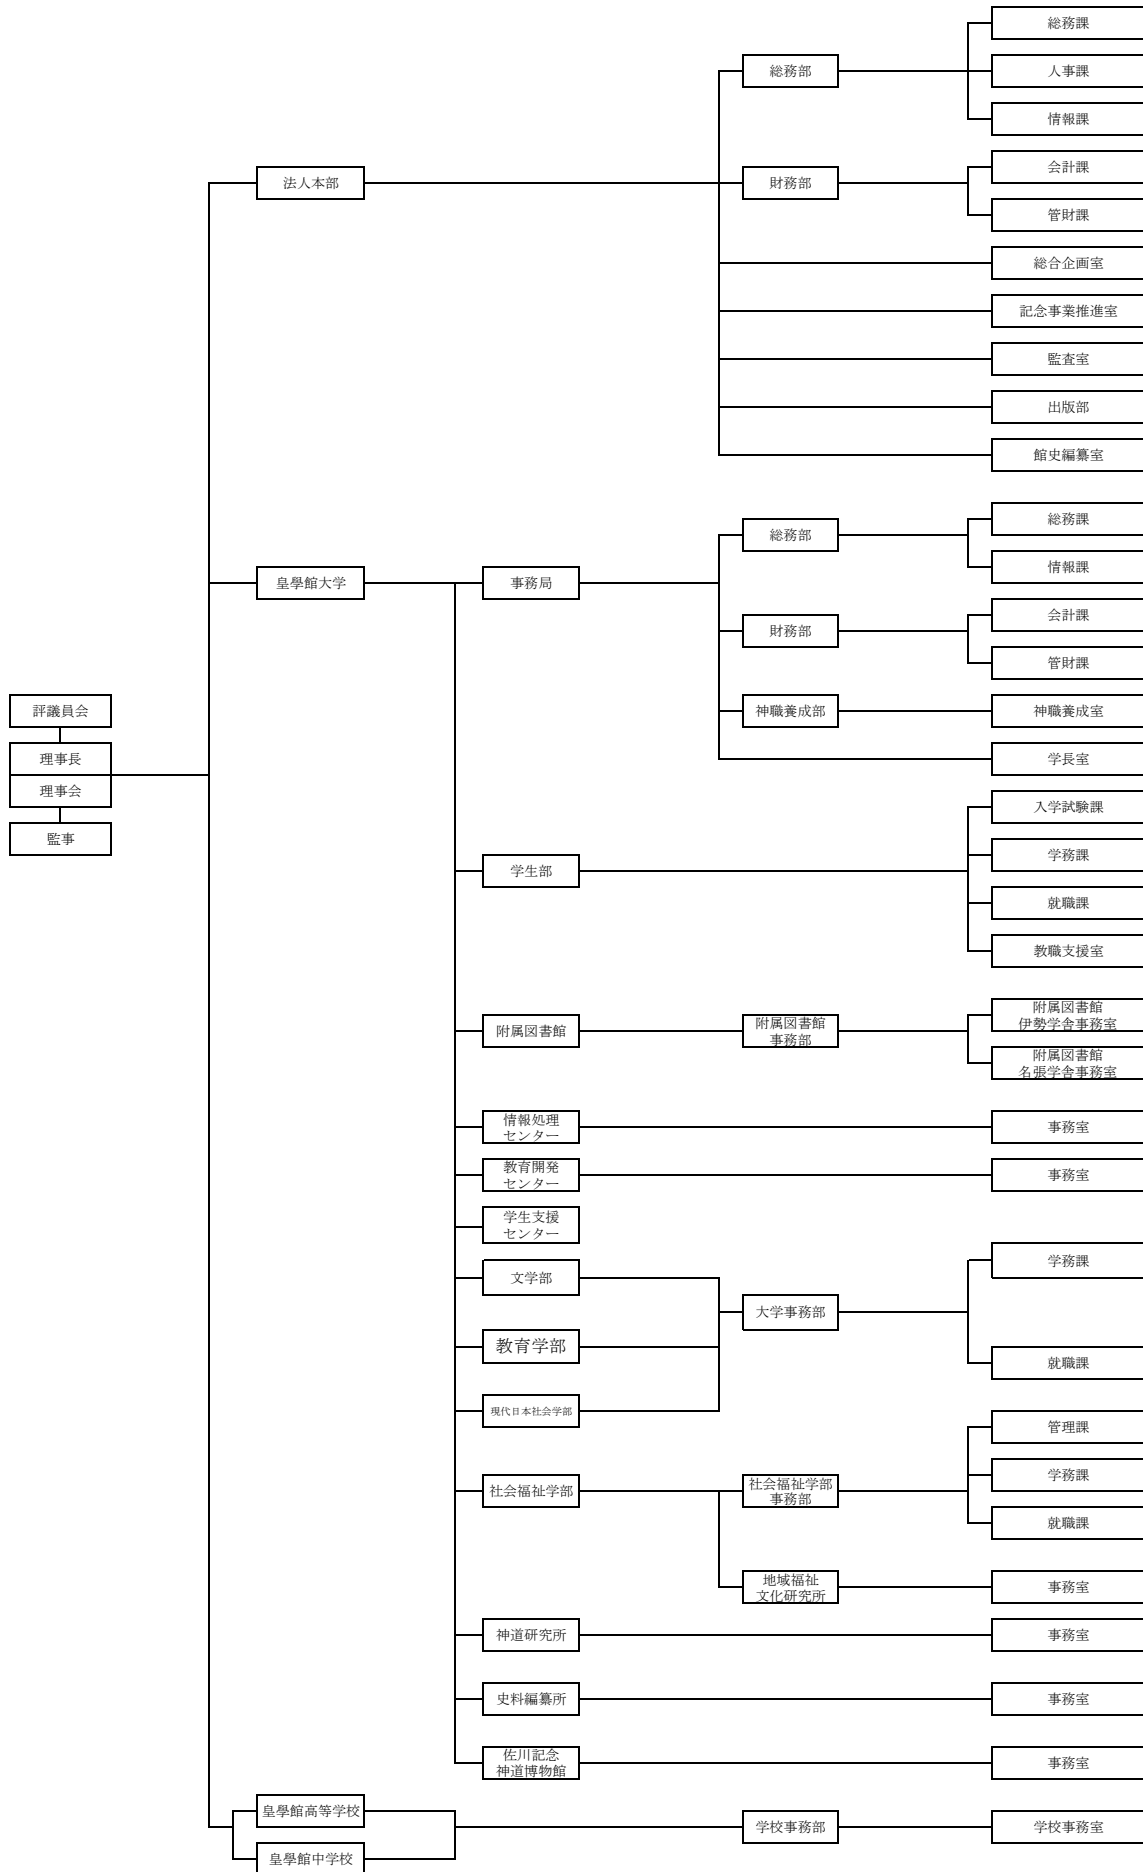 総務課
総務部
人事課
情報課
会計課
法人本部
財務部
管財課
総合企画室
記念事業推進室
監査室
出版部
館史編纂室
総務課
総務部
情報課
皇學館大学
事務局
会計課
財務部
管財課
評議員会
神職養成部
神職養成室
理事長
学長室
理事会
入学試験課
監事
学務課
学生部
就職課
教職支援室
附属図書館
伊勢学舎事務室
附属図書館
附属図書館
事務部
附属図書館
名張学舎事務室
情報処理
センター
事務室
教育開発
センター
事務室
学生支援
センター
学務課
文学部
大学事務部
教育学部
就職課
現代日本社会学部
管理課
社会福祉学部
社会福祉学部
事務部
学務課
就職課
地域福祉
文化研究所
事務室
神道研究所
事務室
史料編纂所
事務室
佐川記念
神道博物館
事務室
皇學館高等学校
学校事務部
学校事務室
皇學館中学校